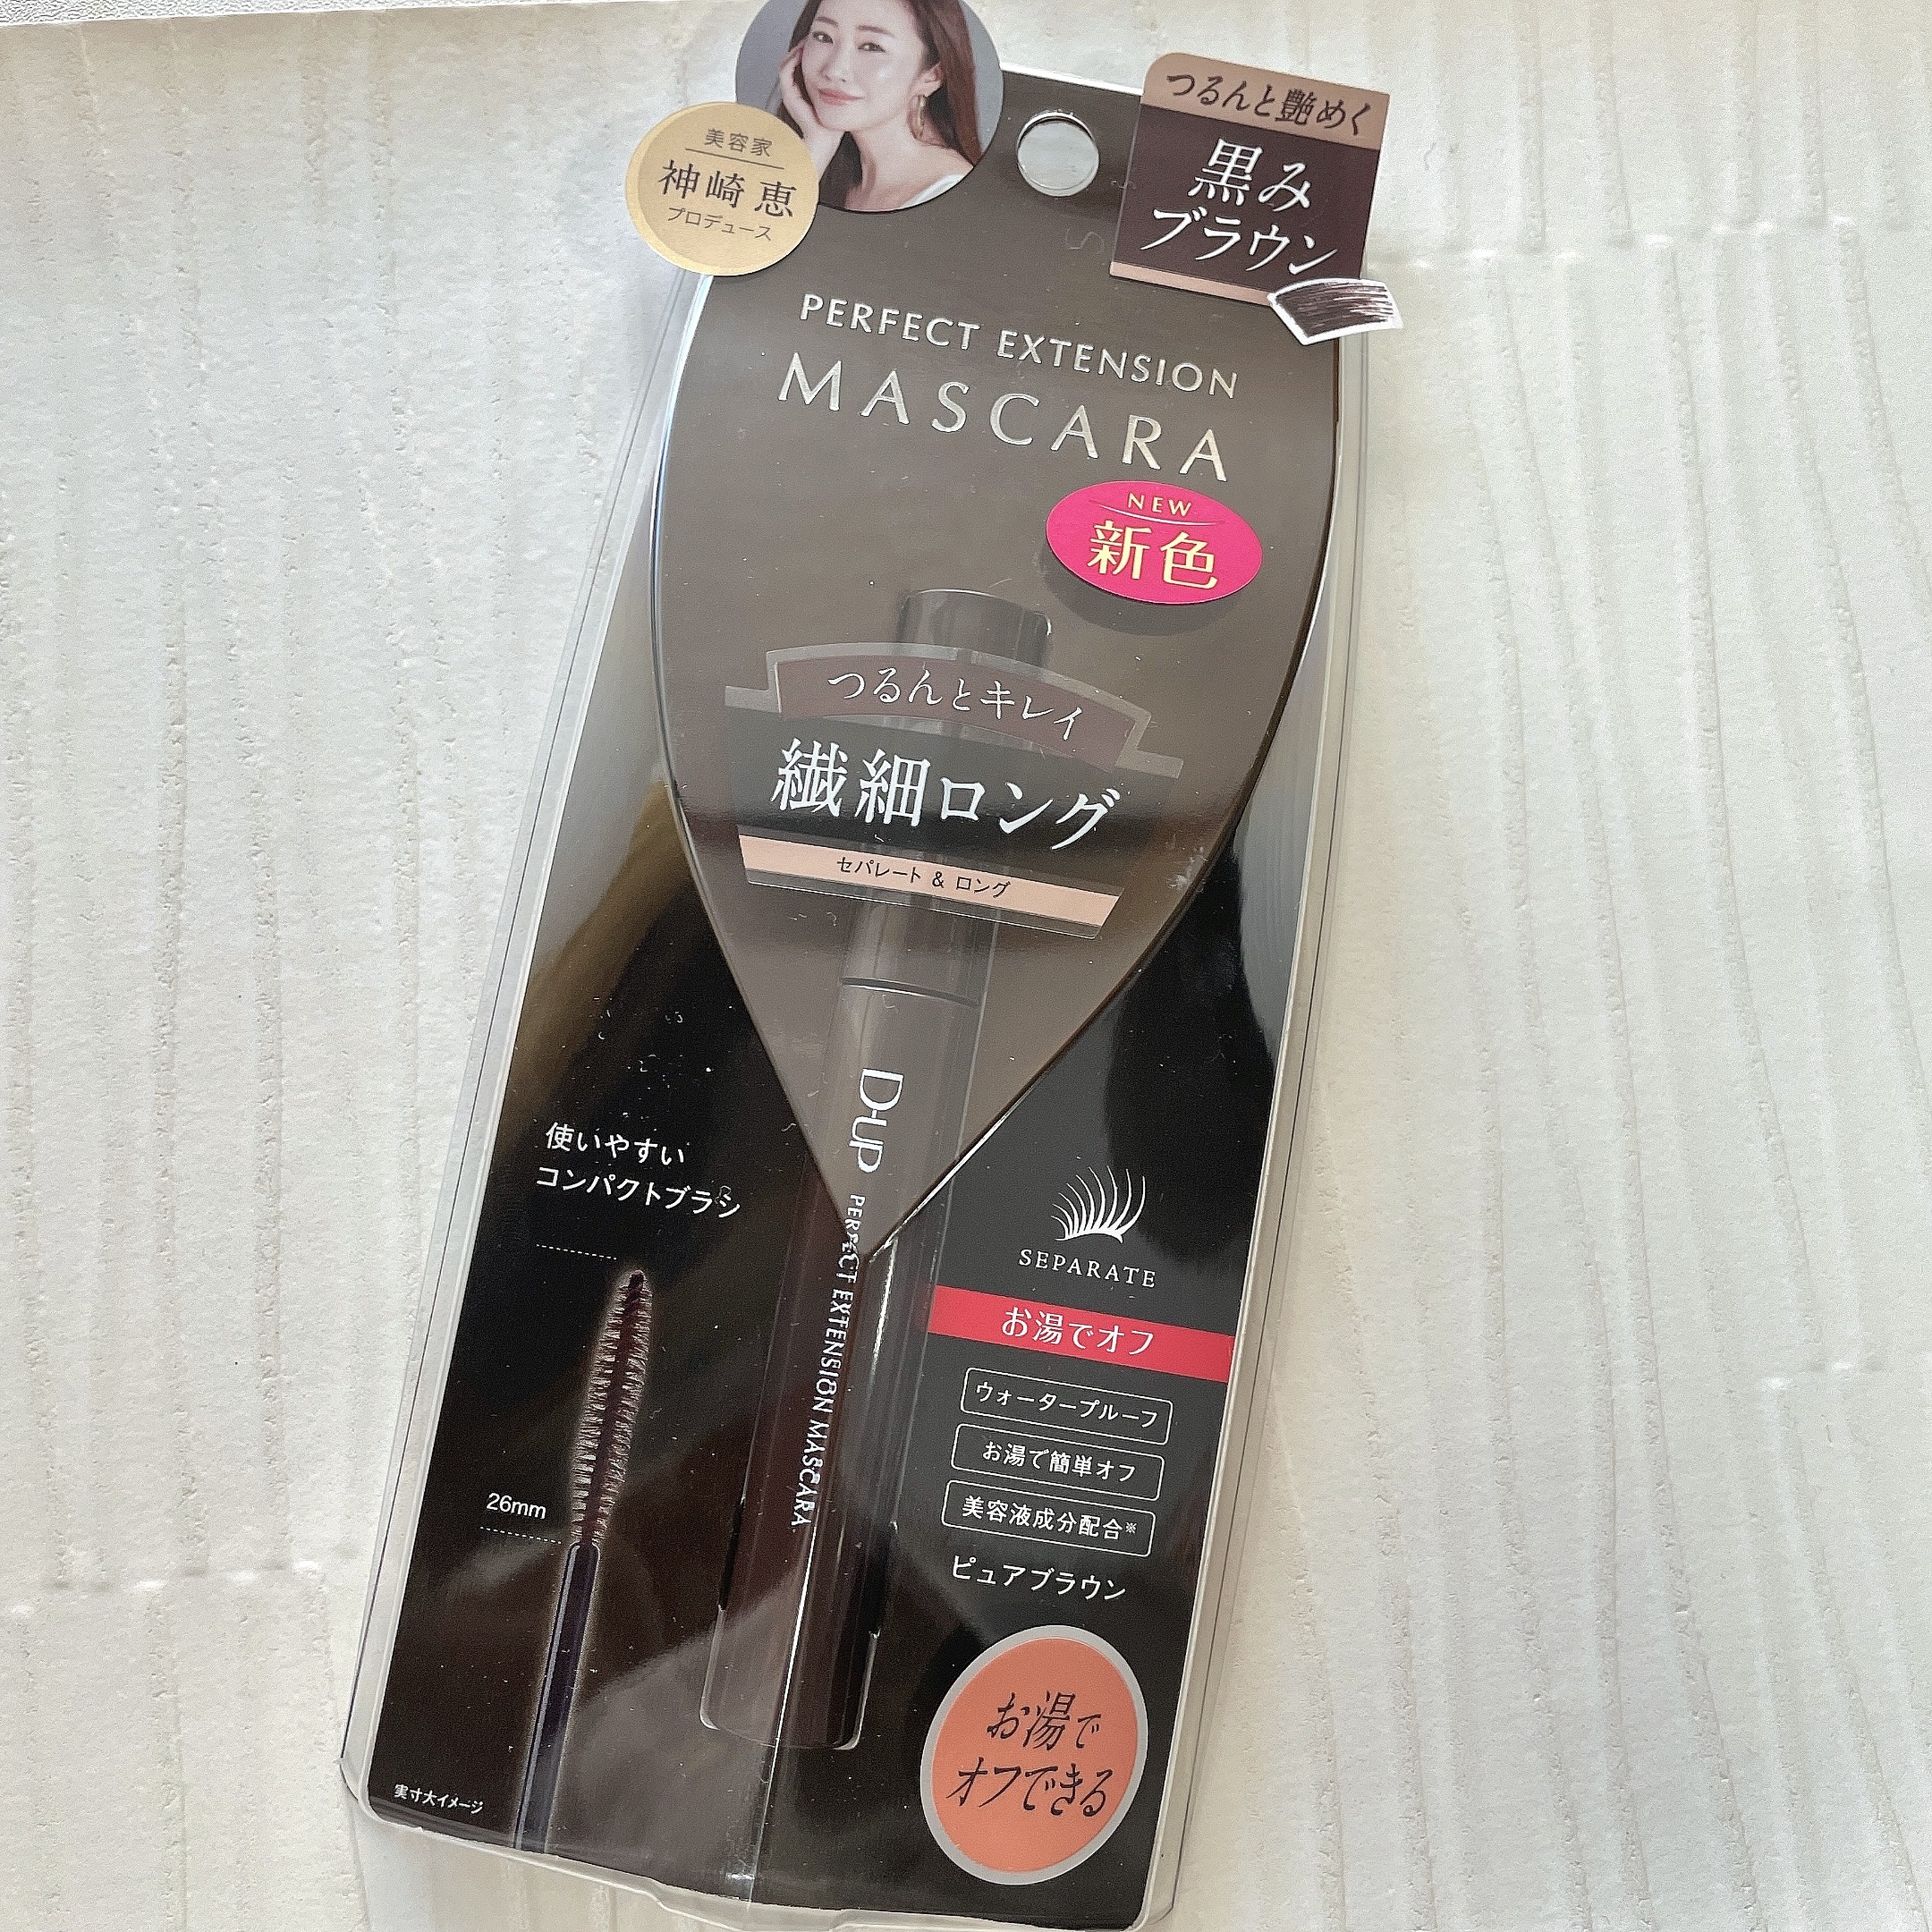 美容家
神崎 恵
プロデュース
つるんと艶めく
黒み
ブラウン
PERFECT EXTENSION
MASCARA
NEW
新色
つるんとキレイ
繊細ロング
セパレート & ロング
D-UP
PERFECT EXTENSION MASCARA
使いやすい
コンパクトブラシ
26mm
実寸大イメージ
SEPARATE
お湯でオフ
ウォータープルーフ
お湯で簡単オフ
美容液成分配合※
ピュアブラウン
お湯で
オフできる